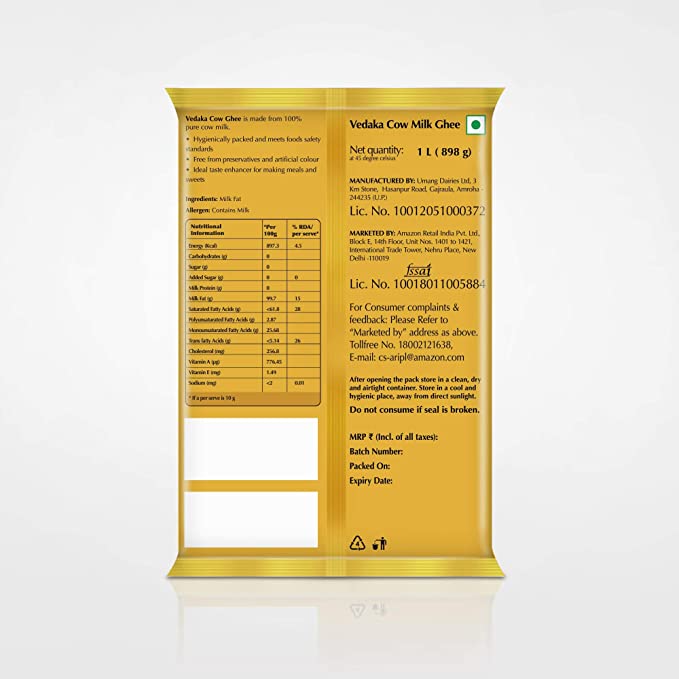 Vedaka Cow Ghee is made from 100%
pure cow milk.
• Hygienically packed and meets foods safety
standards
• Free from preservatives and artificial colour
• Ideal taste enhancer for making meals and
sweets
Ingredients: Milk Fat
Allergen: Contains Milk
Nutritional Information *Per 100g % RDA/ per serve*
Energy (Kcal) 897.3 4.5
Carbohydrates (g) 0
Sugar (g) 0
Added Sugar (g) 0 0
Milk Protein (g) 0
Milk Fat (g) 99.7 15
Saturated Fatty Acids (g) <61.8 28
Polyunsaturated Fatty Acids (g) 2.87
Monounsaturated Fatty Acids (g) 25.68
Trans fatty Acids (g) <5.14 26
Cholesterol (mg) 256.8
Vitamin A (µg) 776.45
Vitamin E (mg) 1.49
Sodium (mg) <2 0.01
* If a per serve is 10 g
Vedaka Cow Milk Ghee
Net quantity: 1 L ( 898 g)
at 45 degree celsius
MANUFACTURED BY: Umang Dairies Ltd, 3
Km Stone, Hasanpur Road, Gajraula, Amroha -
244235 (U.P.)
Lic. No. 10012051000372
MARKETED BY: Amazon Retail India Pvt. Ltd.,
Block E, 14th Floor, Unit Nos. 1401 to 1421,
International Trade Tower, Nehru Place, New
Delhi -110019
fssai
Lic. No. 10018011005884
For Consumer complaints &
feedback: Please Refer to
“Marketed by” address as above.
Tollfree No. 18002121638,
E-mail: cs-aripl@amazon.com
After opening the pack store in a clean, dry
and airtight container. Store in a cool and
hygienic place, away from direct sunlight.
Do not consume if seal is broken.
MRP ₹ (Incl. of all taxes):
Batch Number:
Packed On:
Expiry Date:
4